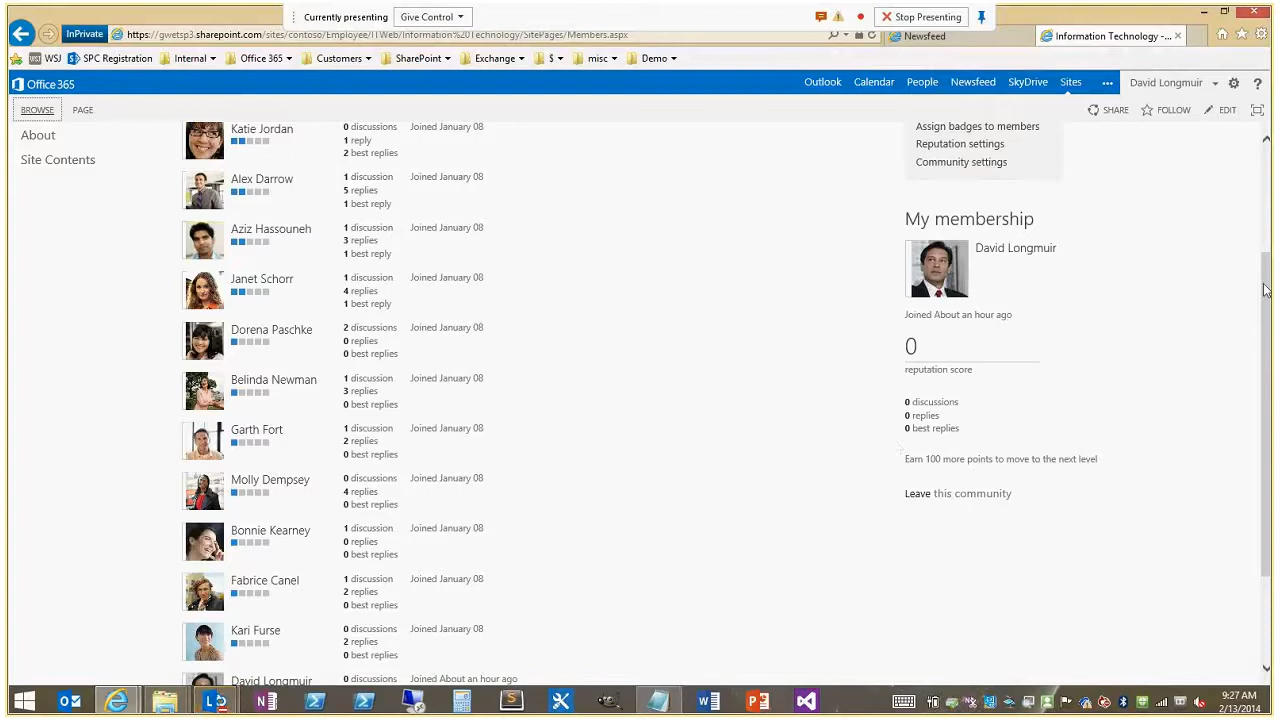 Currently presenting
Give Control
Stop Presenting
InPrivate
https://gwetsp3.sharepoint.com/sites/contoso/Employee/ITWeb/Information%20Technology/SitePages/Members.aspx
Newsfeed
Information Technology -...
WSJ
WSJ
SPC Registration
Internal
Office 365
Customers
SharePoint
Exchange
$
misc
Demo
Office 365
Outlook
Calendar
People
Newsfeed
SkyDrive
Sites
David Longmuir
?
BROWSE
PAGE
SHARE
FOLLOW
EDIT
About
Site Contents
Katie Jordan
0 discussions
1 reply
2 best replies
Joined January 08
Alex Darrow
1 discussion
5 replies
1 best reply
Joined January 08
Aziz Hassouneh
1 discussion
3 replies
1 best reply
Joined January 08
Janet Schorr
1 discussion
4 replies
1 best reply
Joined January 08
Dorena Paschke
2 discussions
0 replies
0 best replies
Joined January 08
Belinda Newman
1 discussion
3 replies
0 best replies
Joined January 08
Garth Fort
1 discussion
2 replies
0 best replies
Joined January 08
Molly Dempsey
0 discussions
4 replies
0 best replies
Joined January 08
Bonnie Kearney
1 discussion
0 replies
0 best replies
Joined January 08
Fabrice Canel
1 discussion
2 replies
0 best replies
Joined January 08
Kari Furse
0 discussions
2 replies
0 best replies
Joined January 08
David Longmuir
0 discussions
Joined About an hour ago
Assign badges to members
Reputation settings
Community settings
My membership
David Longmuir
Joined About an hour ago
0
reputation score
0 discussions
0 replies
0 best replies
Earn 100 more points to move to the next level
Leave this community
9:27 AM
2/13/2014